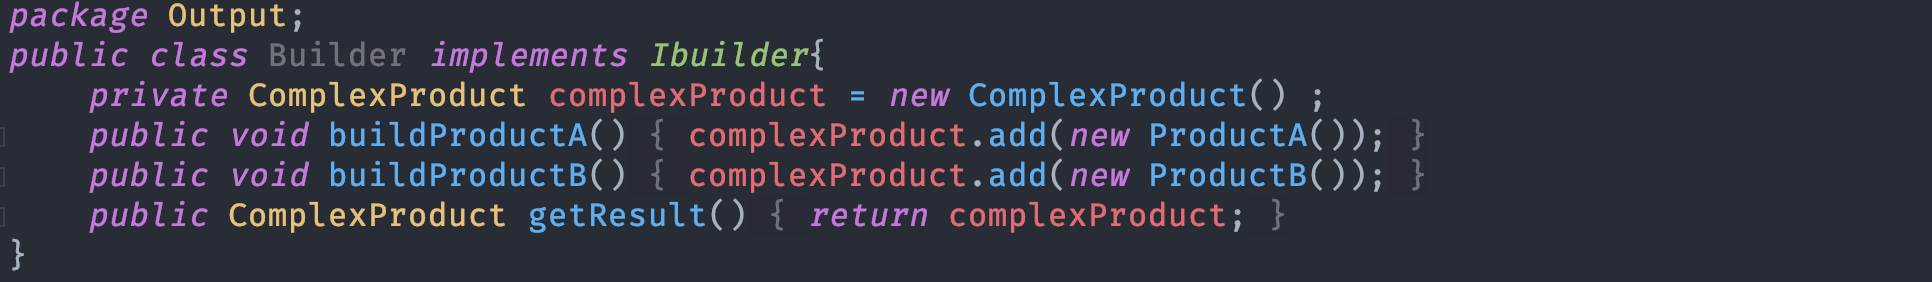 package Output;
public class Builder implements Ibuilder{
    private ComplexProduct complexProduct = new ComplexProduct() ;
    public void buildProductA() { complexProduct.add(new ProductA()); }
    public void buildProductB() { complexProduct.add(new ProductB()); }
    public ComplexProduct getResult() { return complexProduct; }
}